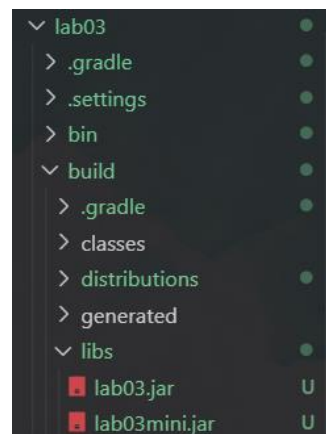 lab03
.gradle
.settings
bin
build
.gradle
classes
distributions
generated
libs
lab03.jar U
lab03mini.jar U